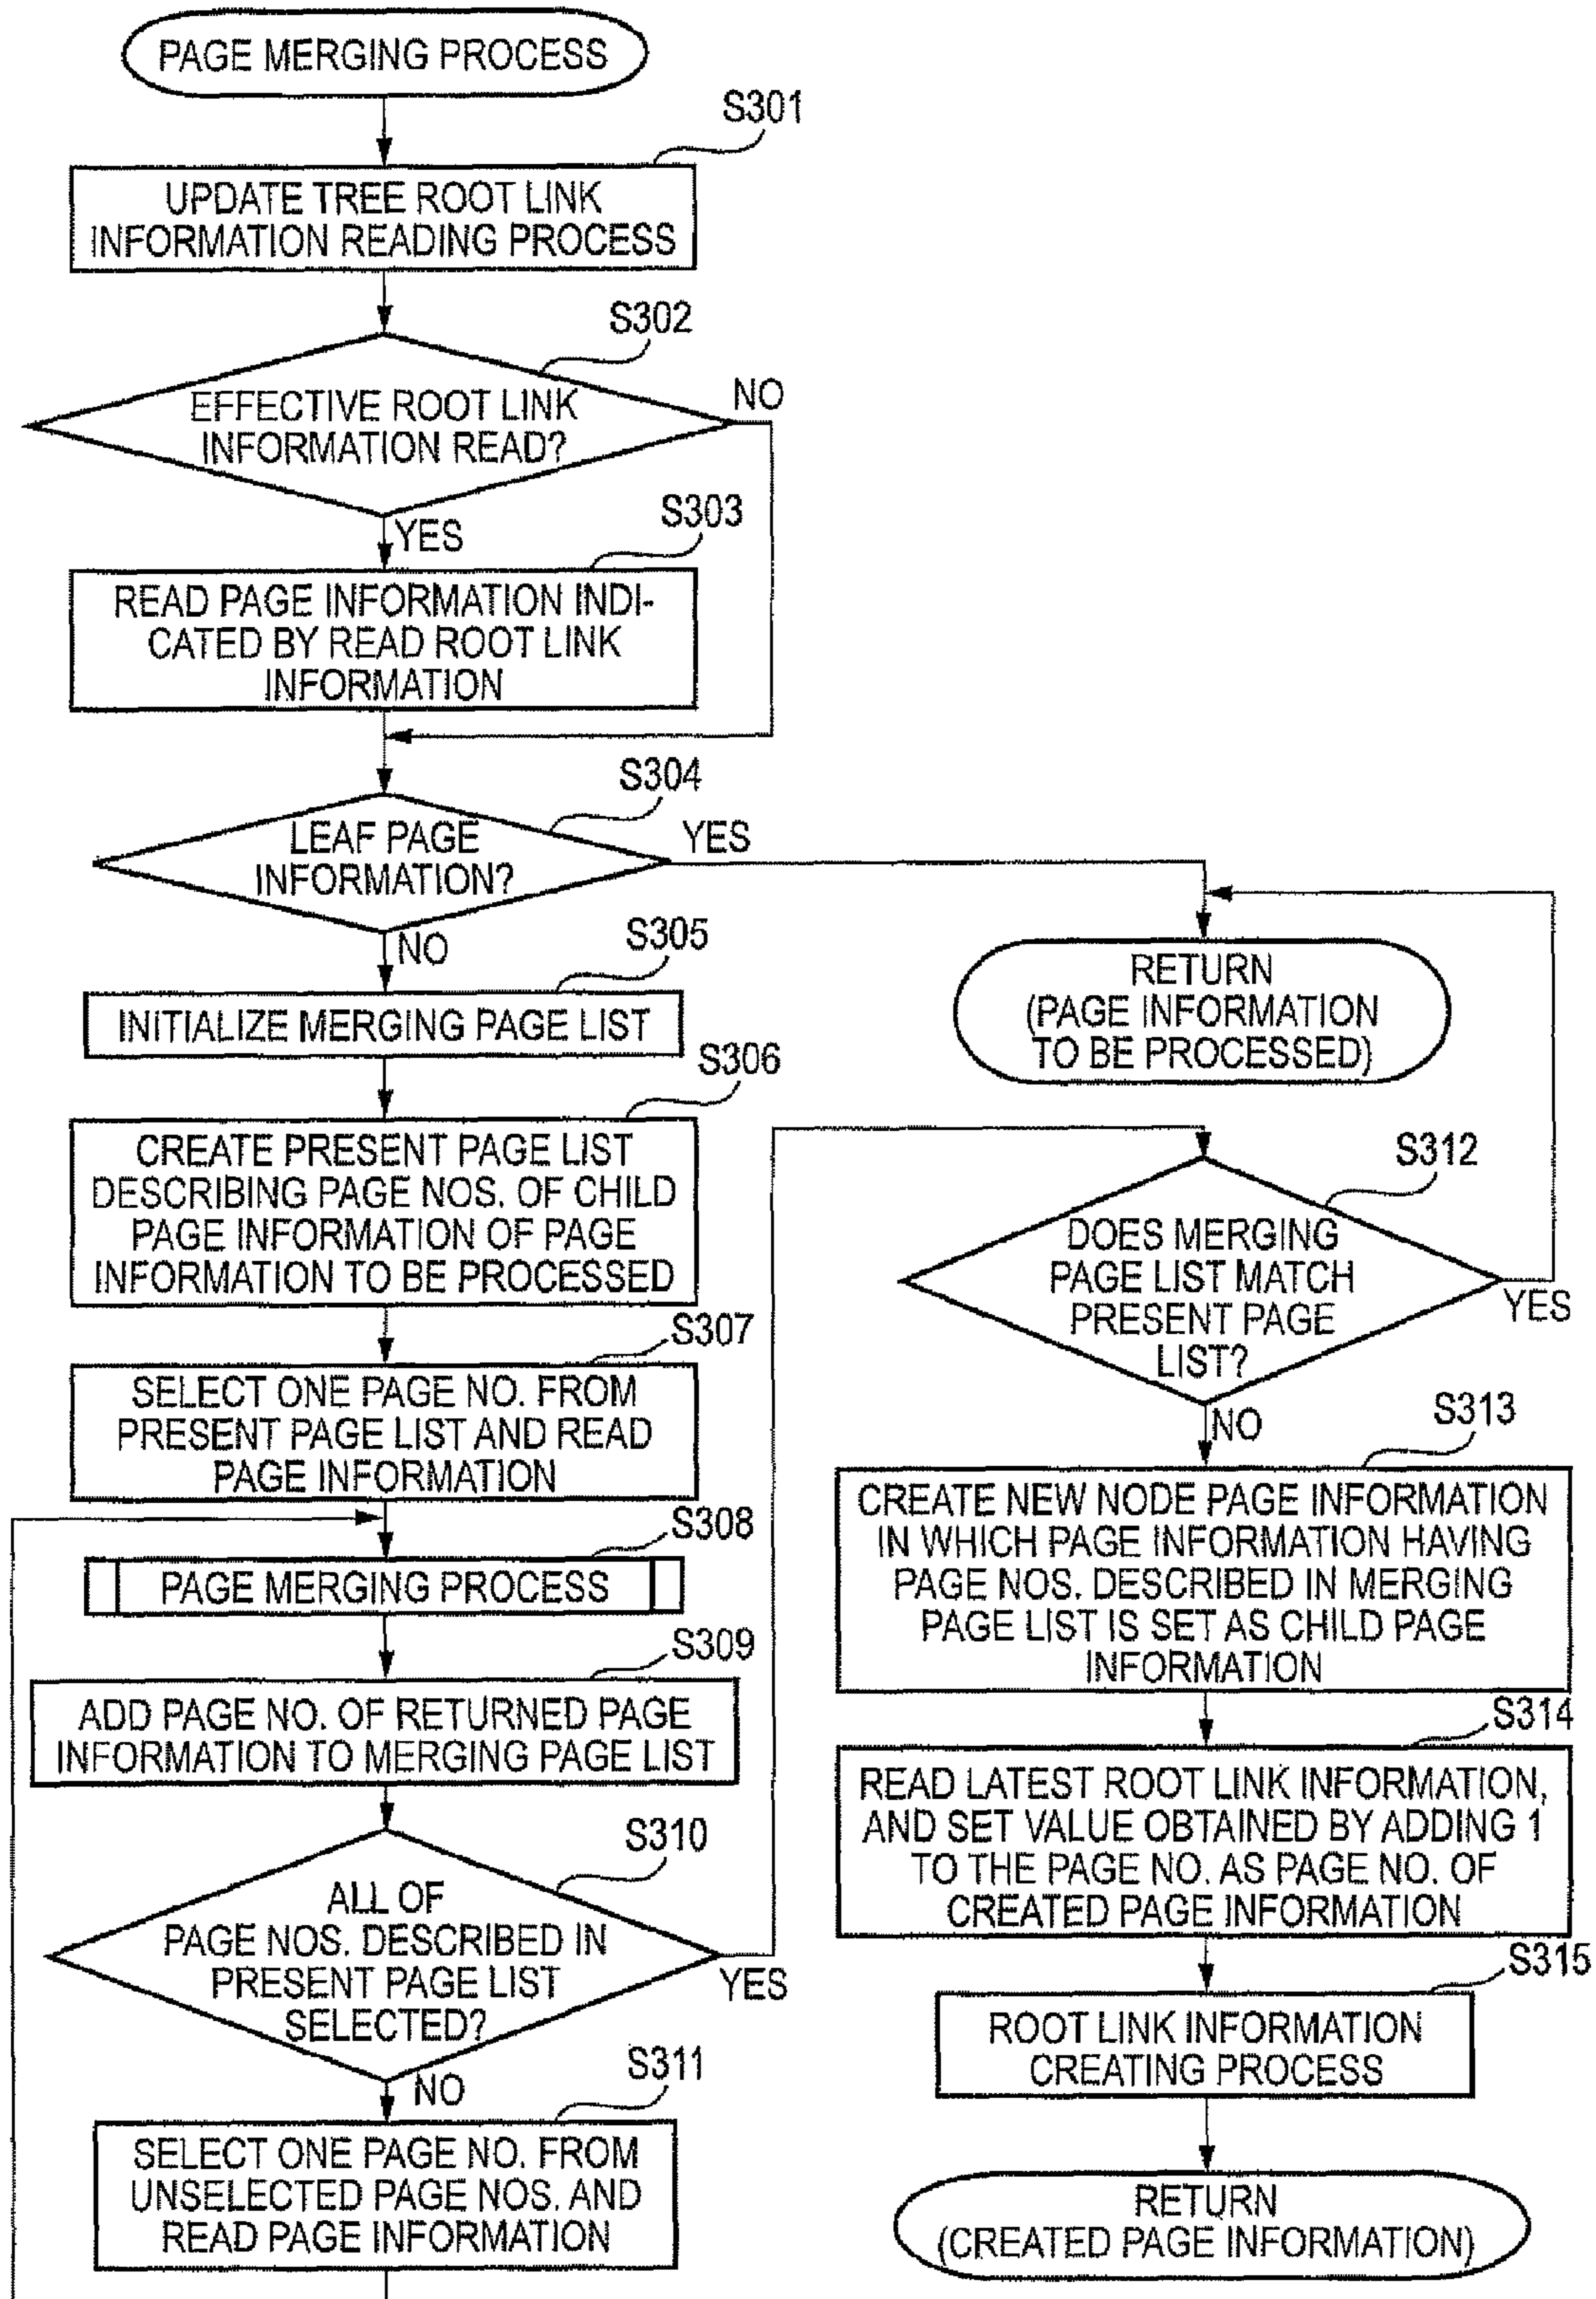 PAGE MERGING PROCESS
S301
UPDATE TREE ROOT LINK
INFORMATION READING PROCESS
S302
EFFECTIVE ROOT LINK
INFORMATION READ?
NO
YES
S303
READ PAGE INFORMATION INDI-
CATED BY READ ROOT LINK
INFORMATION
S304
LEAF PAGE
INFORMATION?
YES
NO
S305
INITIALIZE MERGING PAGE LIST
S306
CREATE PRESENT PAGE LIST
DESCRIBING PAGE NOS. OF CHILD
PAGE INFORMATION OF PAGE
INFORMATION TO BE PROCESSED
S307
SELECT ONE PAGE NO. FROM
PRESENT PAGE LIST AND READ
PAGE INFORMATION
S308
PAGE MERGING PROCESS
S309
ADD PAGE NO. OF RETURNED PAGE
INFORMATION TO MERGING PAGE LIST
S310
ALL OF
PAGE NOS. DESCRIBED IN
PRESENT PAGE LIST
SELECTED?
YES
NO
S311
SELECT ONE PAGE NO. FROM
UNSELECTED PAGE NOS. AND
READ PAGE INFORMATION
RETURN
(PAGE INFORMATION
TO BE PROCESSED)
S312
DOES MERGING
PAGE LIST MATCH
PRESENT PAGE
LIST?
YES
NO
S313
CREATE NEW NODE PAGE INFORMATION
IN WHICH PAGE INFORMATION HAVING
PAGE NOS. DESCRIBED IN MERGING
PAGE LIST IS SET AS CHILD PAGE
INFORMATION
S314
READ LATEST ROOT LINK INFORMATION,
AND SET VALUE OBTAINED BY ADDING 1
TO THE PAGE NO. AS PAGE NO. OF
CREATED PAGE INFORMATION
S315
ROOT LINK INFORMATION
CREATING PROCESS
RETURN
(CREATED PAGE INFORMATION)